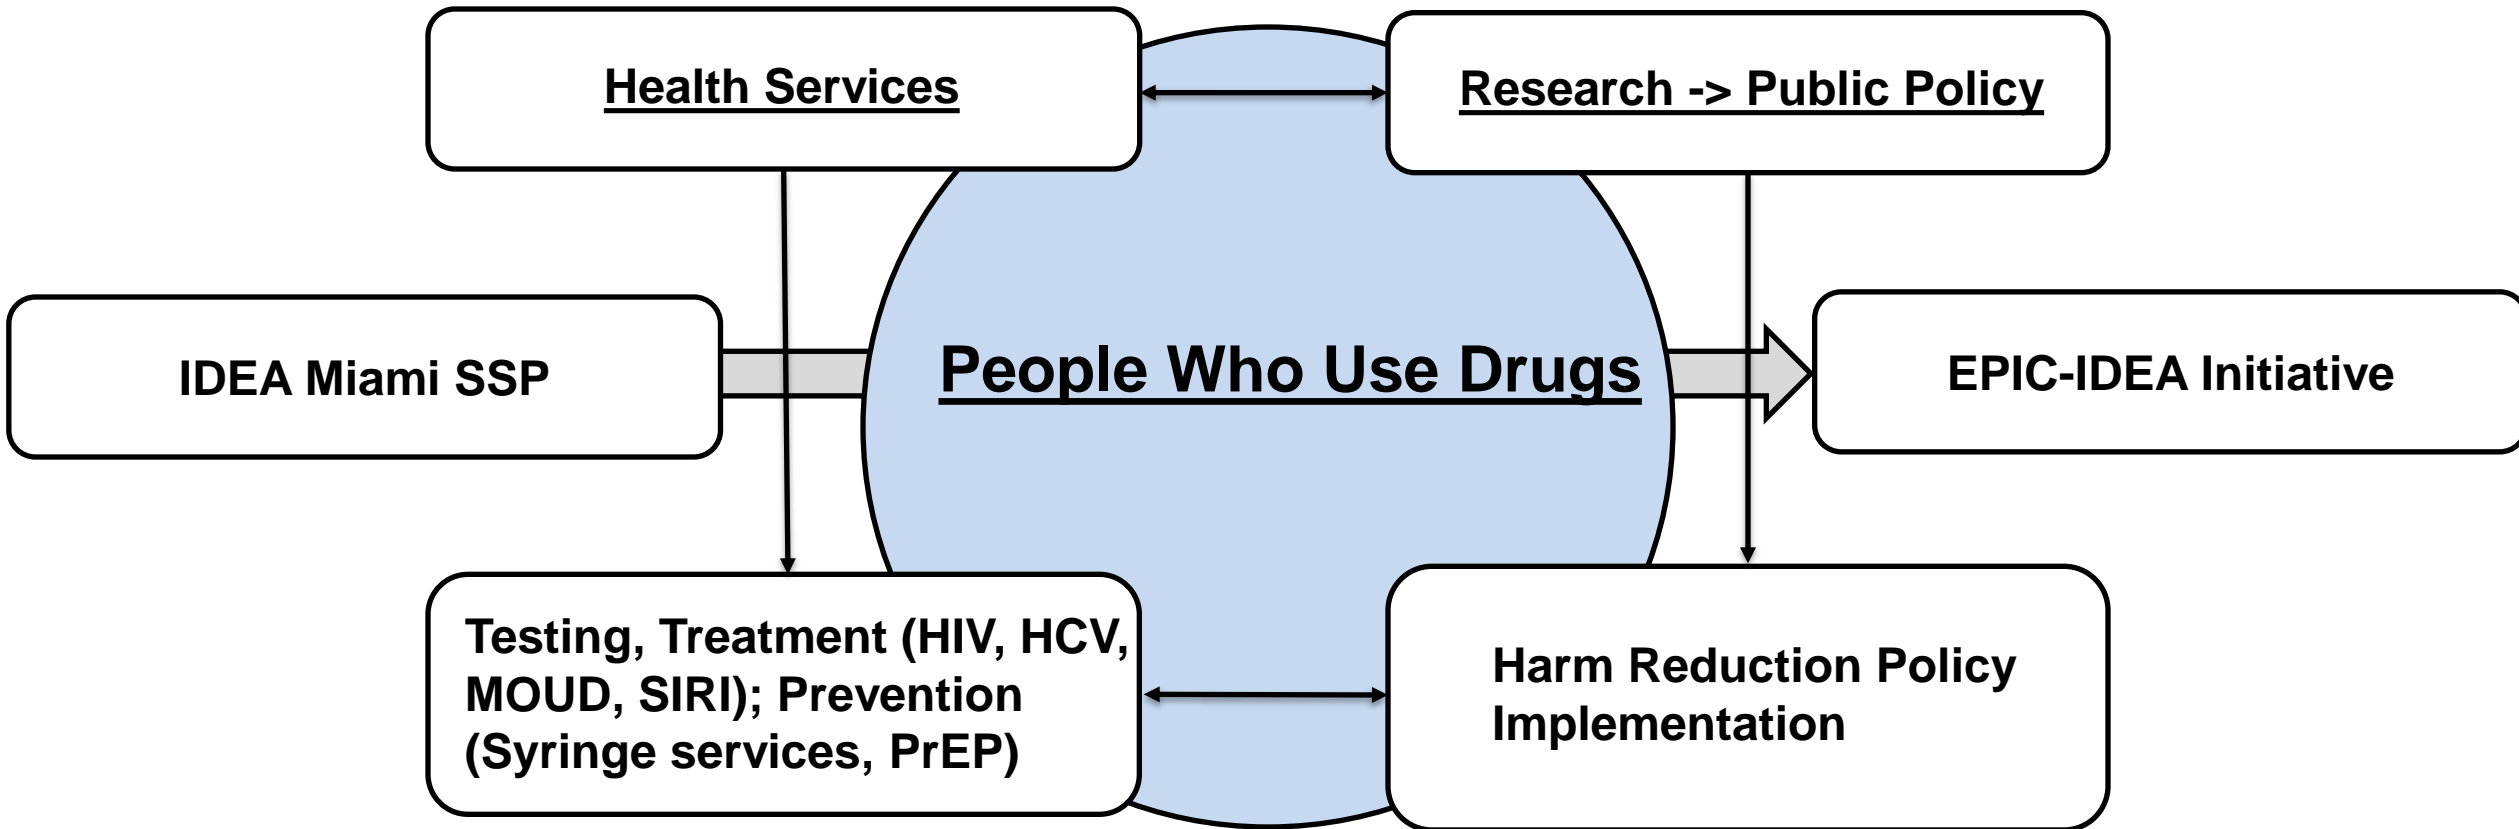 Health Services
Research -> Public Policy
IDEA Miami SSP
People Who Use Drugs
EPIC-IDEA Initiative
Testing, Treatment (HIV, HCV,
MOUD, SIRI); Prevention
(Syringe services, PrEP)
Harm Reduction Policy
Implementation